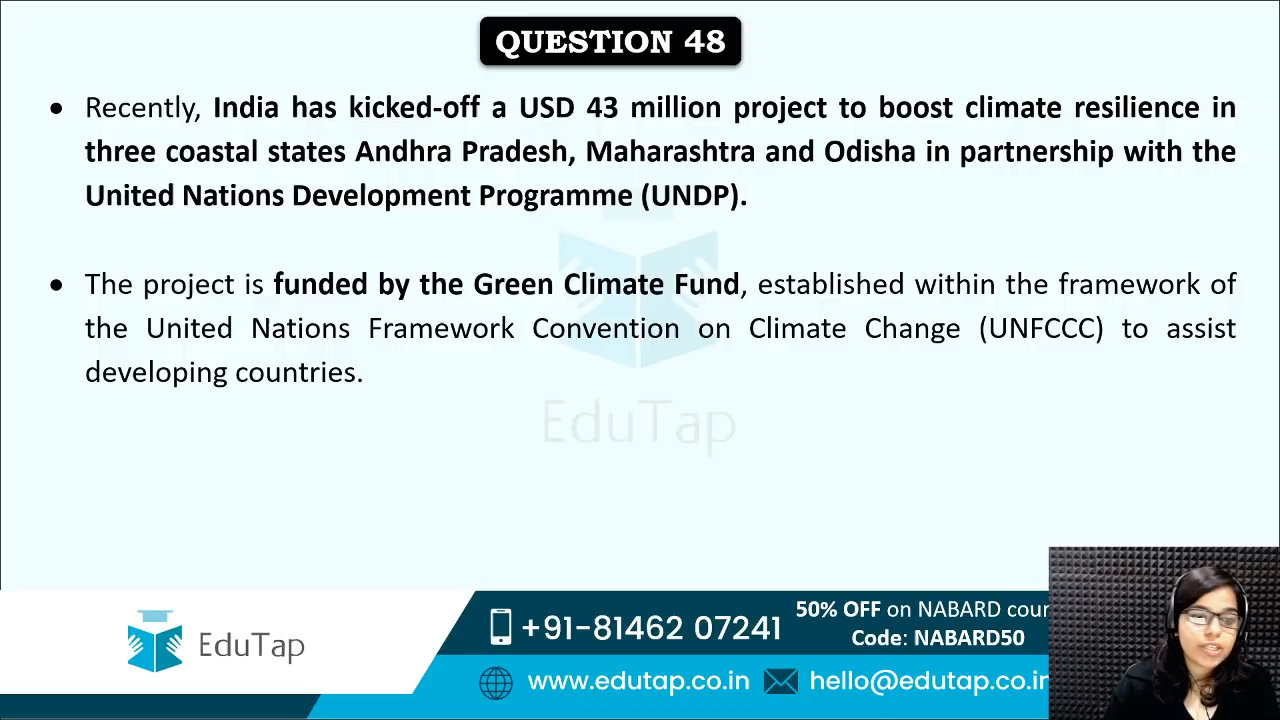 QUESTION 48
• Recently, India has kicked-off a USD 43 million project to boost climate resilience in
three coastal states Andhra Pradesh, Maharashtra and Odisha in partnership with the
United Nations Development Programme (UNDP).
• The project is funded by the Green Climate Fund, established within the framework of
the United Nations Framework Convention on Climate Change (UNFCCC) to assist
developing countries.
EduTap
EduTap
+91-81462 07241
50% OFF on NABARD cour
Code: NABARD50
www.edutap.co.in
hello@edutap.co.in